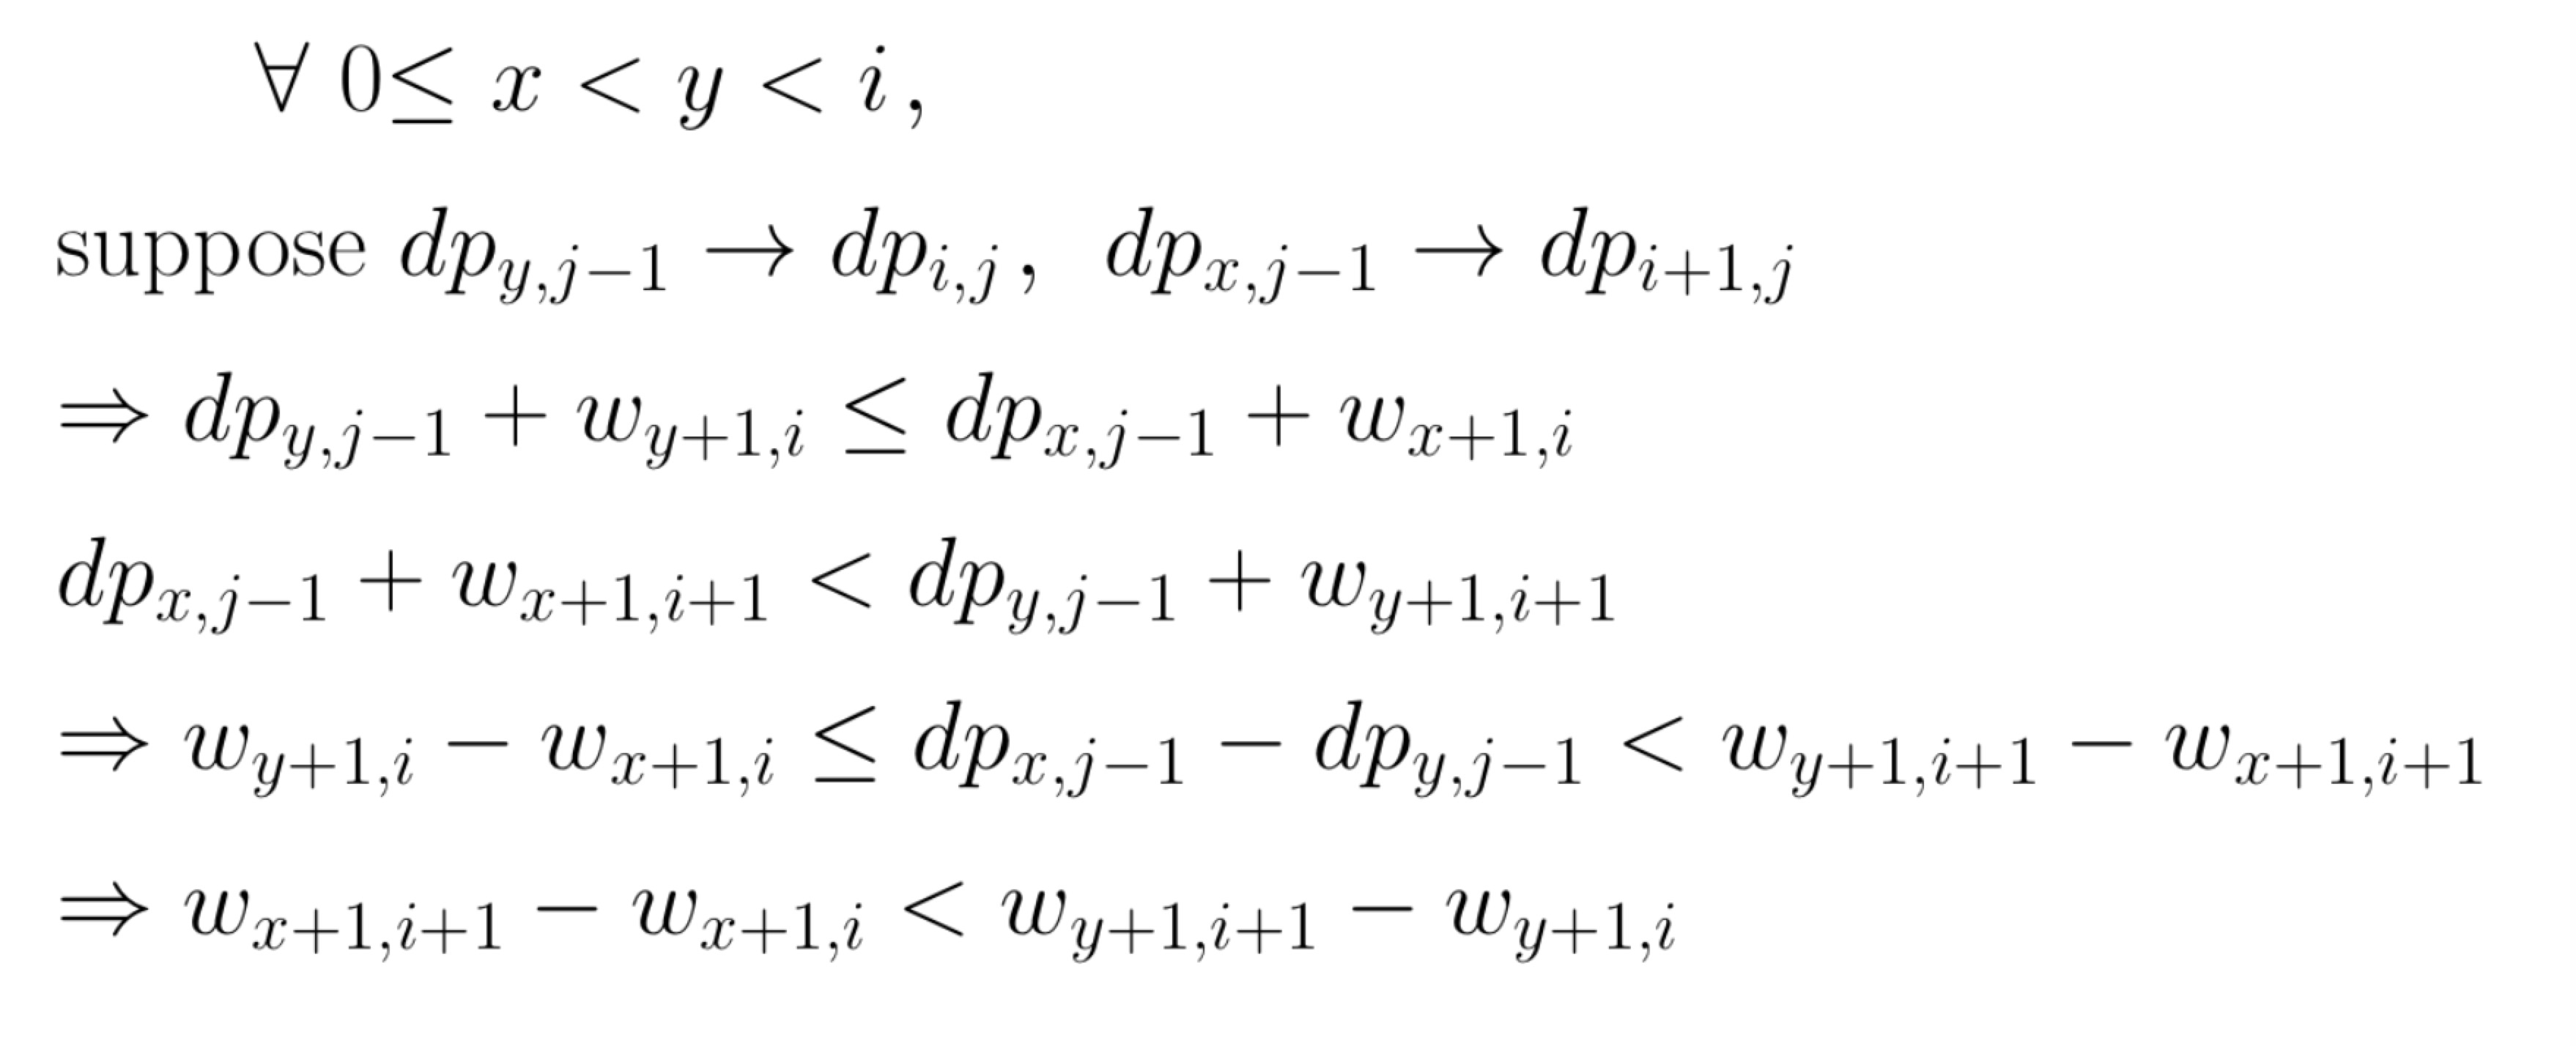 ∀ 0≤ x < y < i ,
suppose dp_{y,j−1} → dp_{i,j} , dp_{x,j−1} → dp_{i+1,j}
⇒ dp_{y,j−1} + w_{y+1,i} ≤ dp_{x,j−1} + w_{x+1,i}
dp_{x,j−1} + w_{x+1,i+1} < dp_{y,j−1} + w_{y+1,i+1}
⇒ w_{y+1,i} − w_{x+1,i} ≤ dp_{x,j−1} − dp_{y,j−1} < w_{y+1,i+1} − w_{x+1,i+1}
⇒ w_{x+1,i+1} − w_{x+1,i} < w_{y+1,i+1} − w_{y+1,i}